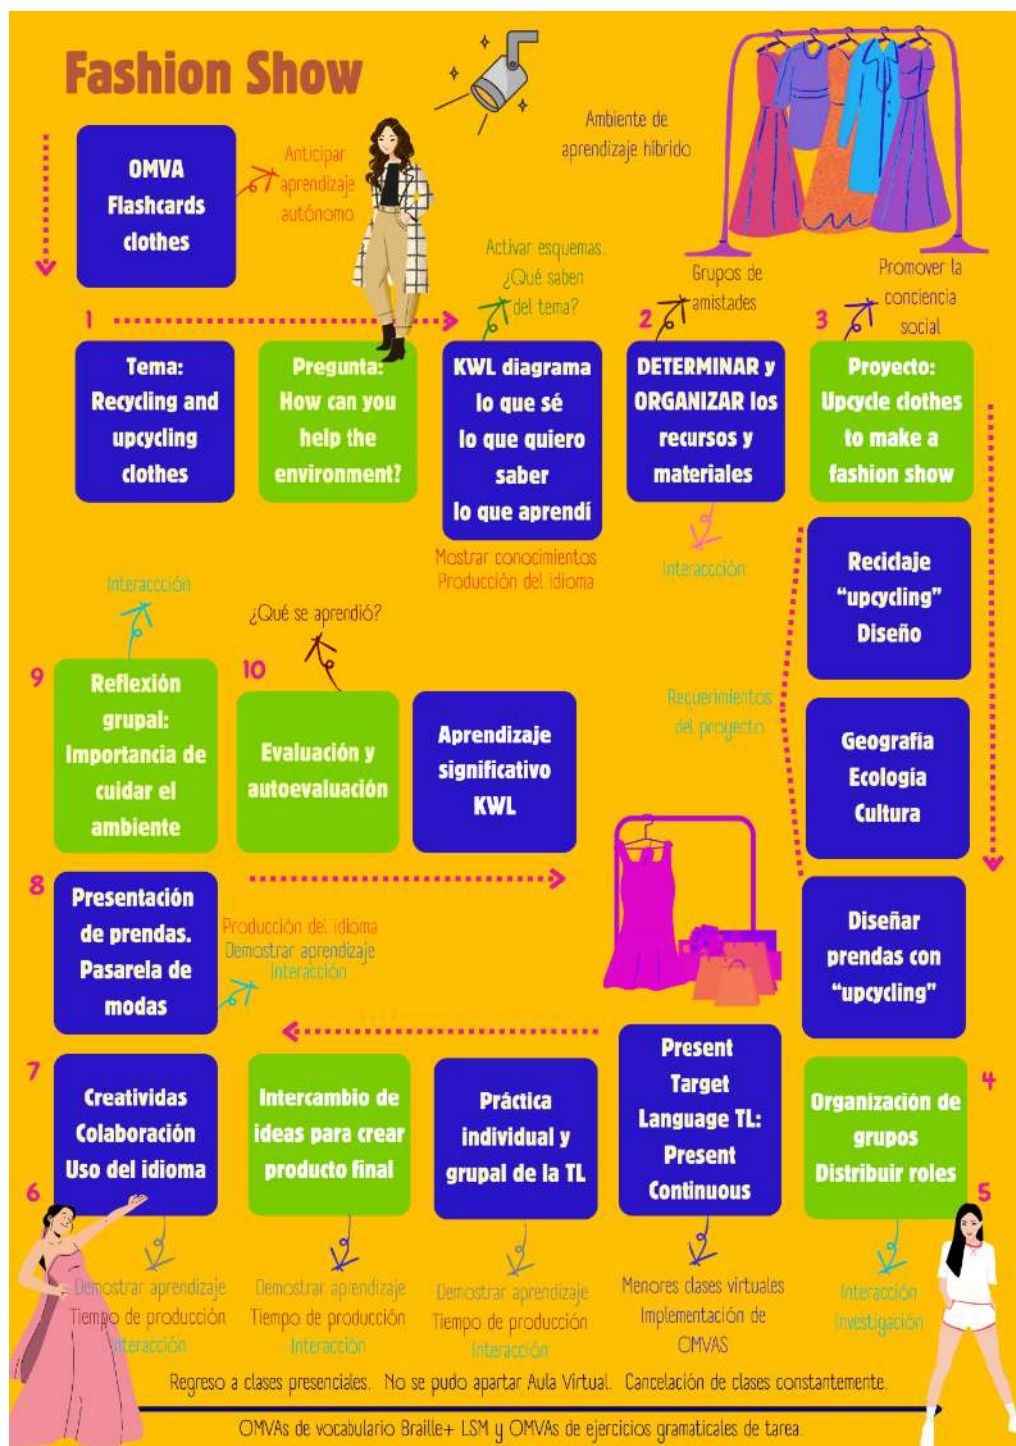 Fashion Show
Ambiente de
aprendizaje híbrido
OMVA
Flashcards
clothes
Anticipar
aprendizaje
autónomo
Activar esquemas.
¿Qué saben
del tema?
Grupos de
amistades
Promover la
conciencia
social
1
2
3
Tema:
Recycling and
upcycling
clothes
Pregunta:
How can you
help the
environment?
KWL diagrama
lo que sé
lo que quiero
saber
lo que aprendí
DETERMINAR y
ORGANIZAR los
recursos y
materiales
Proyecto:
Upcycle clothes
to make a
fashion show
Mostrar conocimientos
Producción del idioma
Interaccción
Reciclaje
“upcycling”
Diseño
Requerimientos
del proyecto
Geografía
Ecología
Cultura
Diseñar
prendas con
“upcycling”
4
Organización de
grupos
Distribuir roles
5
Interacción
Investigación
Present
Target
Language TL:
Present
Continuous
Menores clases virtuales
Implementación de
OMVAS
Práctica
individual y
grupal de la TL
Demostrar aprendizaje
Tiempo de producción
Interacción
Intercambio de
ideas para crear
producto final
Demostrar aprendizaje
Tiempo de producción
Interacción
7
Creatividas
Colaboración
Uso del idioma
6
Demostrar aprendizaje
Tiempo de producción
Interacción
8
Presentación
de prendas.
Pasarela de
modas
Producción del idioma
Demostrar aprendizaje
Interacción
9
Reflexión
grupal:
Importancia de
cuidar el
ambiente
Interaccción
10
¿Qué se aprendió?
Evaluación y
autoevaluación
Aprendizaje
significativo
KWL
Regreso a clases presenciales. No se pudo apartar Aula Virtual. Cancelación de clases constantemente.
OMVAs de vocabulario Braille+ LSM y OMVAs de ejercicios gramaticales de tarea.